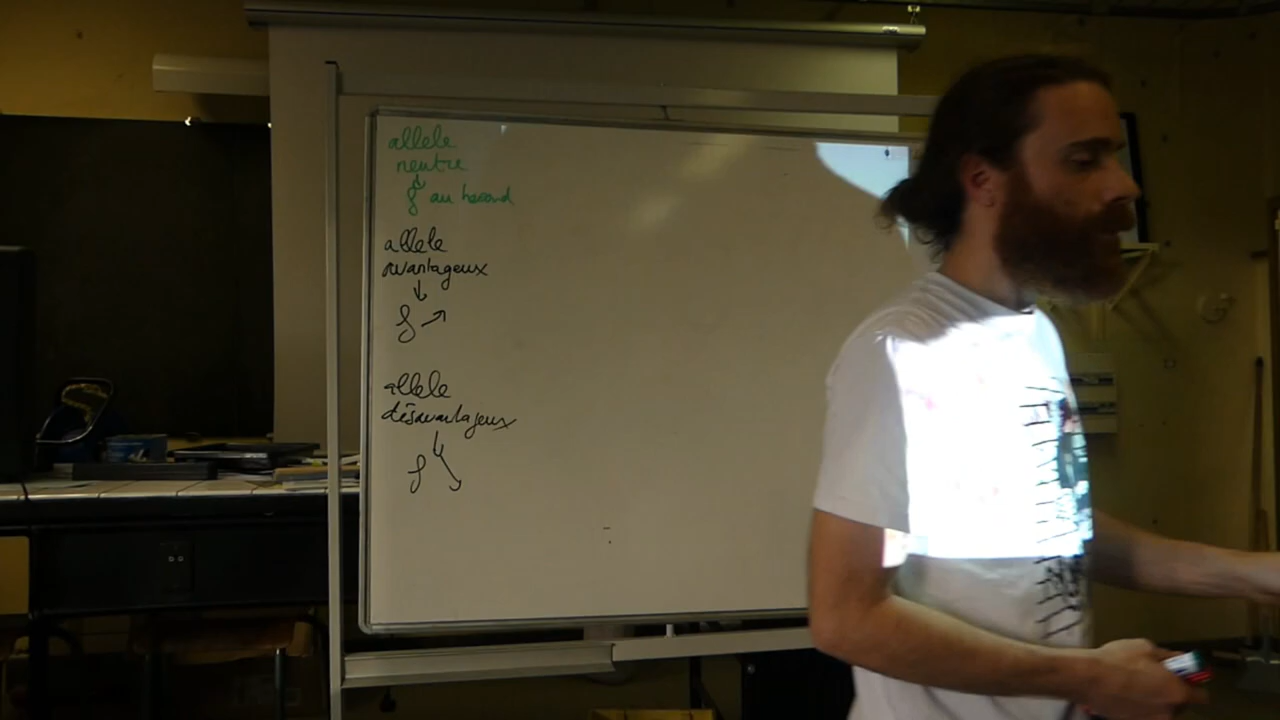 allele
neutre
↓
f au hasard
allele
avantageux
↓
f ↗
allele
désavantageux
↓
f ↘